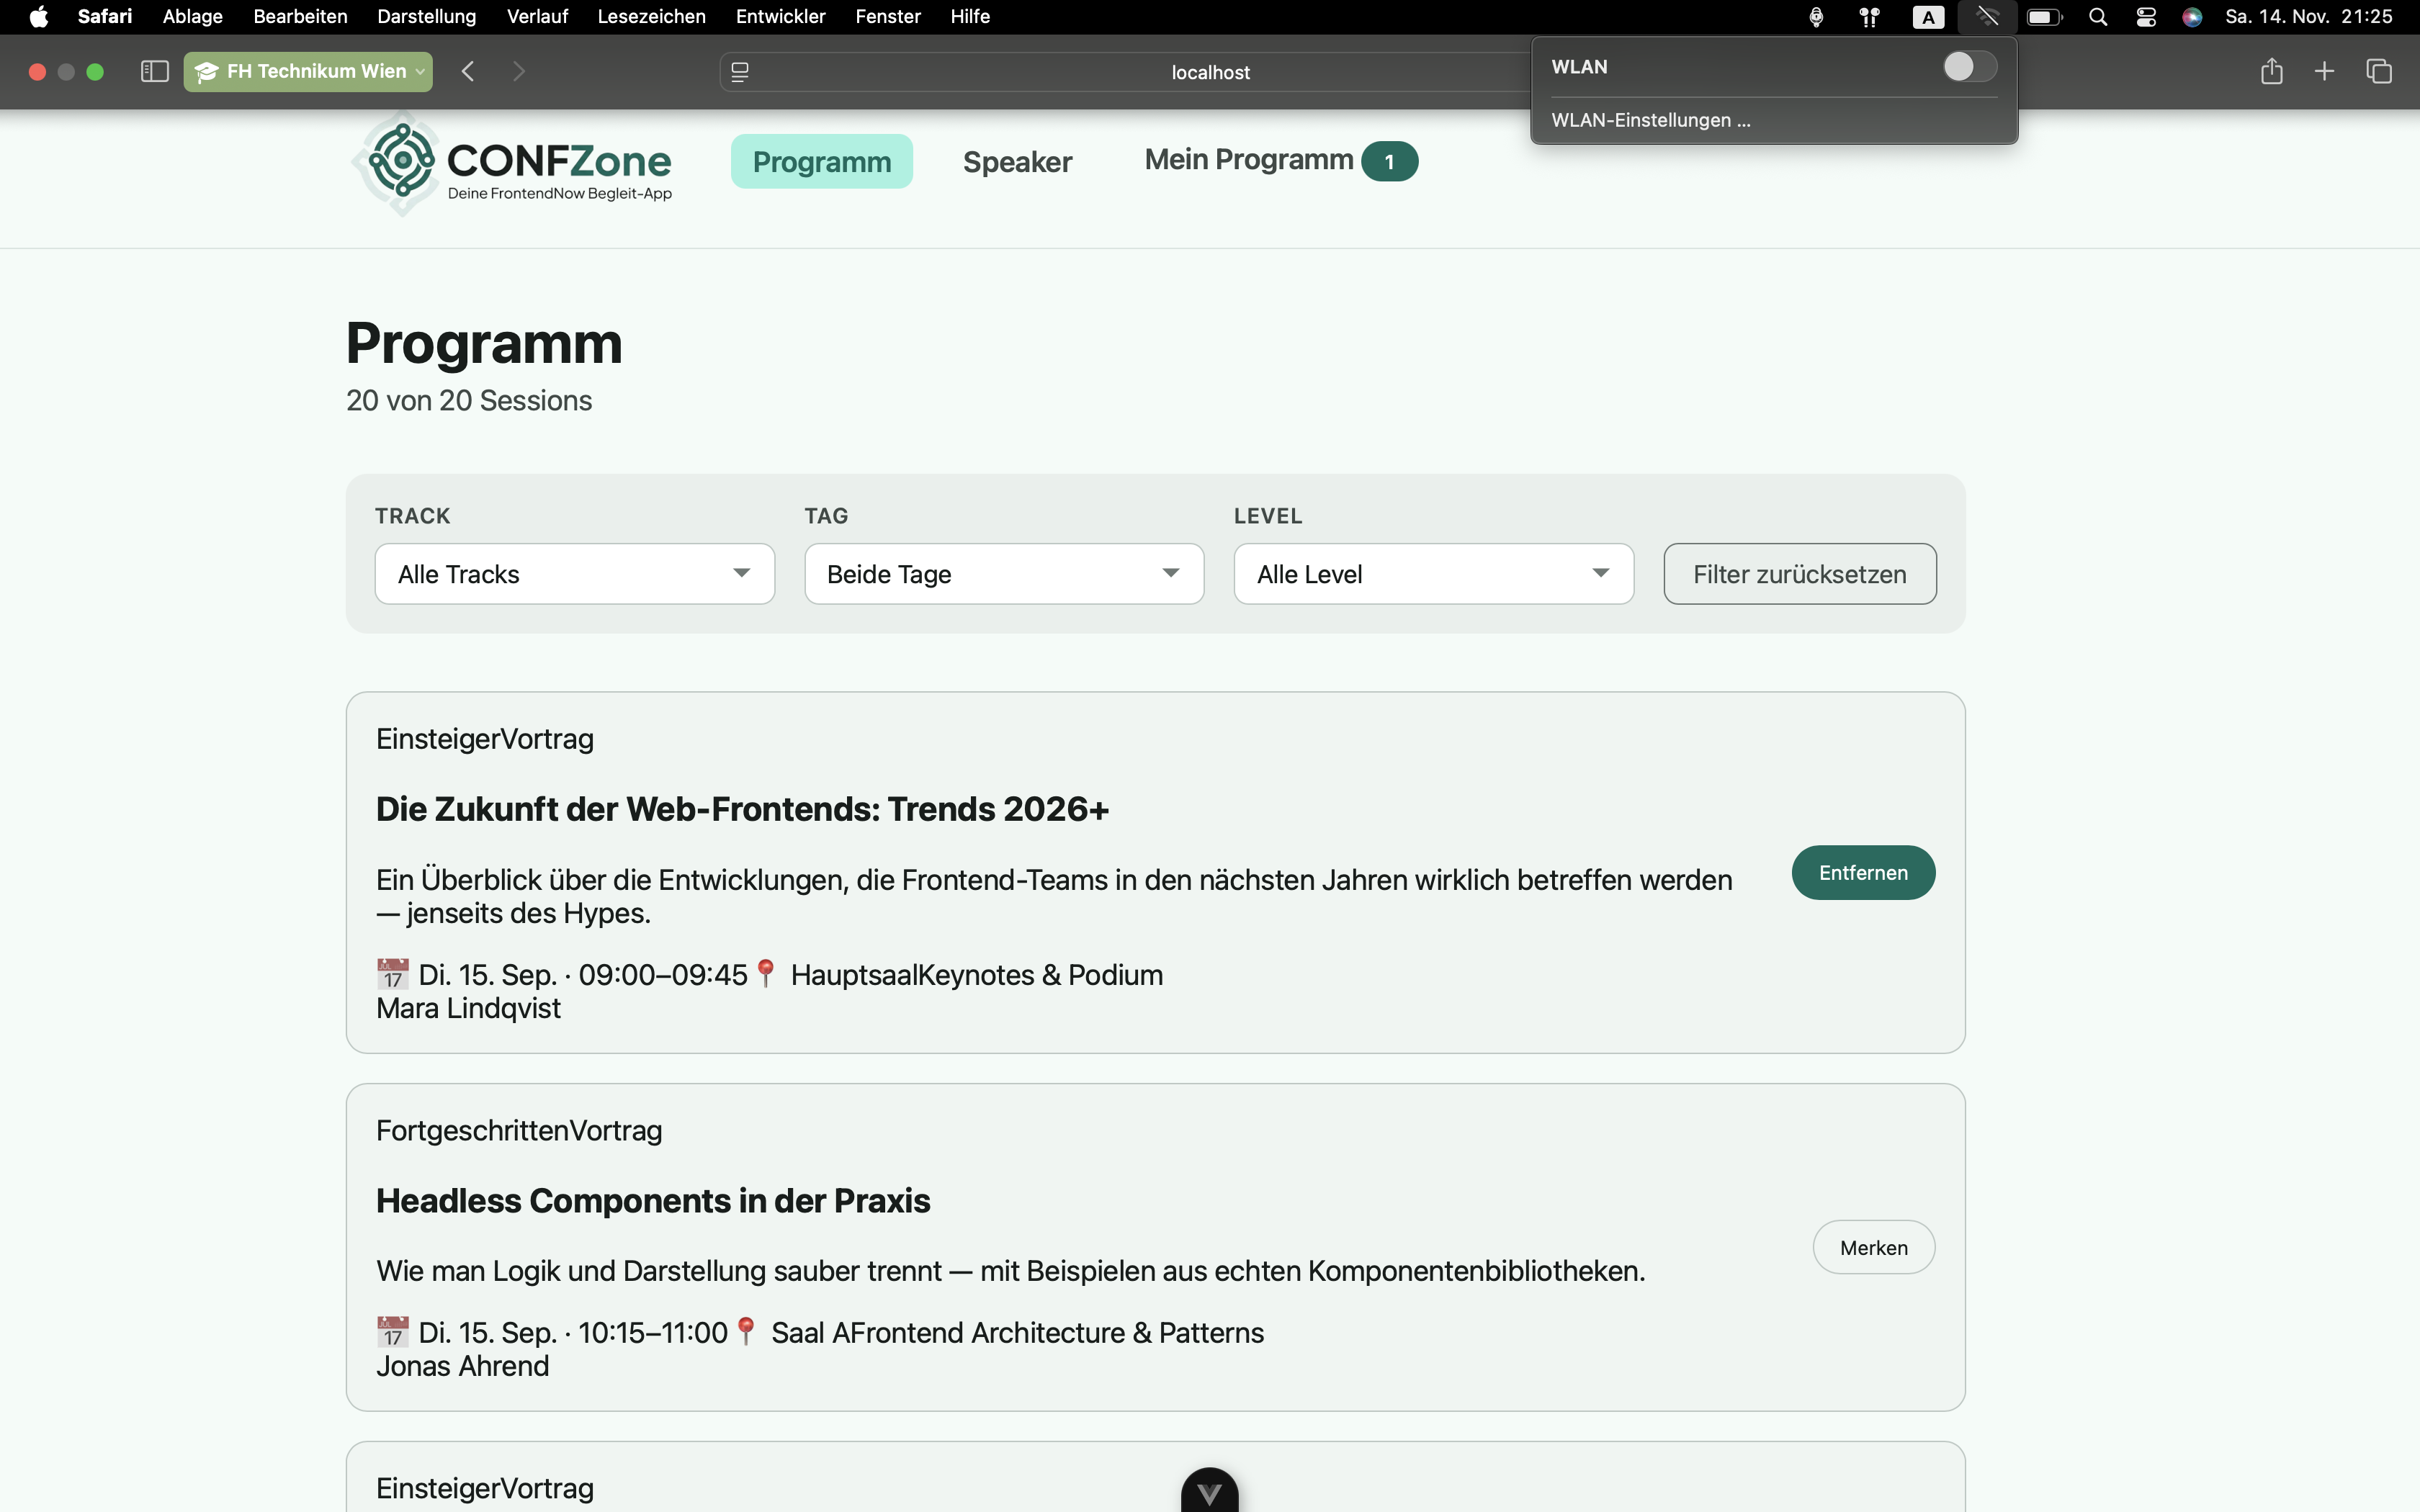 Safari Ablage Bearbeiten Darstellung Verlauf Lesezeichen Entwickler Fenster Hilfe A Sa. 14. Nov. 21:25
FH Technikum Wien localhost
WLAN
WLAN-Einstellungen ...
CONFZone
Deine FrontendNow Begleit-App
Programm Speaker Mein Programm 1
Programm
20 von 20 Sessions
TRACK TAG LEVEL
Alle Tracks Beide Tage Alle Level Filter zurücksetzen
EinsteigerVortrag
Die Zukunft der Web-Frontends: Trends 2026+
Ein Überblick über die Entwicklungen, die Frontend-Teams in den nächsten Jahren wirklich betreffen werden
— jenseits des Hypes.
Entfernen
📅 Di. 15. Sep. · 09:00–09:45📍 HauptsaalKeynotes & Podium
Mara Lindqvist
FortgeschrittenVortrag
Headless Components in der Praxis
Merken
Wie man Logik und Darstellung sauber trennt — mit Beispielen aus echten Komponentenbibliotheken.
📅 Di. 15. Sep. · 10:15–11:00📍 Saal AFrontend Architecture & Patterns
Jonas Ahrend
EinsteigerVortrag